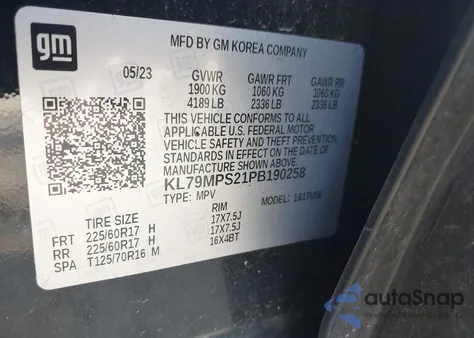 gm
MFD BY GM KOREA COMPANY
05/23 GVWR GAWR FRT GAWR RR
1900 KG 1060 KG 1060 KG
4189 LB 2336 LB 2336 LB
THIS VEHICLE CONFORMS TO ALL
APPLICABLE U.S. FEDERAL MOTOR
VEHICLE SAFETY AND THEFT PREVENTION
STANDARDS IN EFFECT ON THE DATE OF
MANUFACTURE SHOWN ABOVE.
KL79MPS21PB190258
TYPE: MPV MODEL: 1
TIRE SIZE RIM
FRT 225/60R17 H 17X7.5J
RR 225/60R17 H 17X7.5J
SPA T125/70R16 M 16X4BT
autoSnap